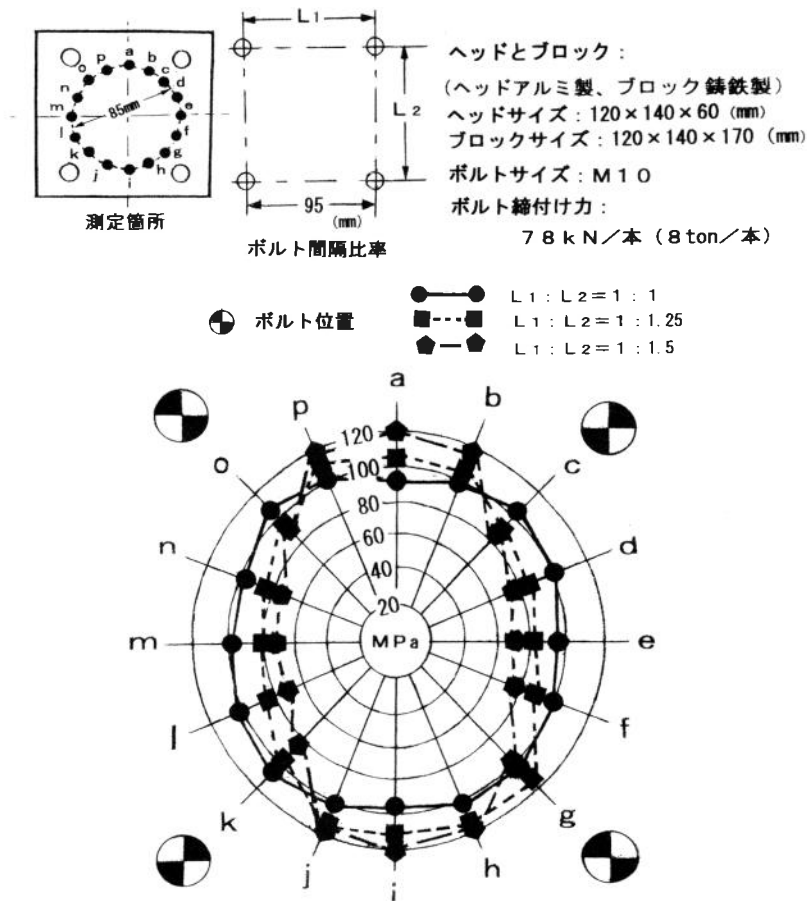 a
b
c
d
e
f
g
h
i
j
k
l
m
n
o
p
85mm
測定箇所
L1
L2
95
(mm)
ボルト間隔比率
ヘッドとブロック：
(ヘッドアルミ製、ブロック鋳鉄製)
ヘッドサイズ：120×140×60 (mm)
ブロックサイズ：120×140×170 (mm)
ボルトサイズ：M10
ボルト締付け力：
78kN／本（8ton／本）
ボルト位置
L1：L2＝1：1
L1：L2＝1：1.25
L1：L2＝1：1.5
a
b
c
d
e
f
g
h
i
j
k
l
m
n
o
p
120
100
80
60
40
20
MPa